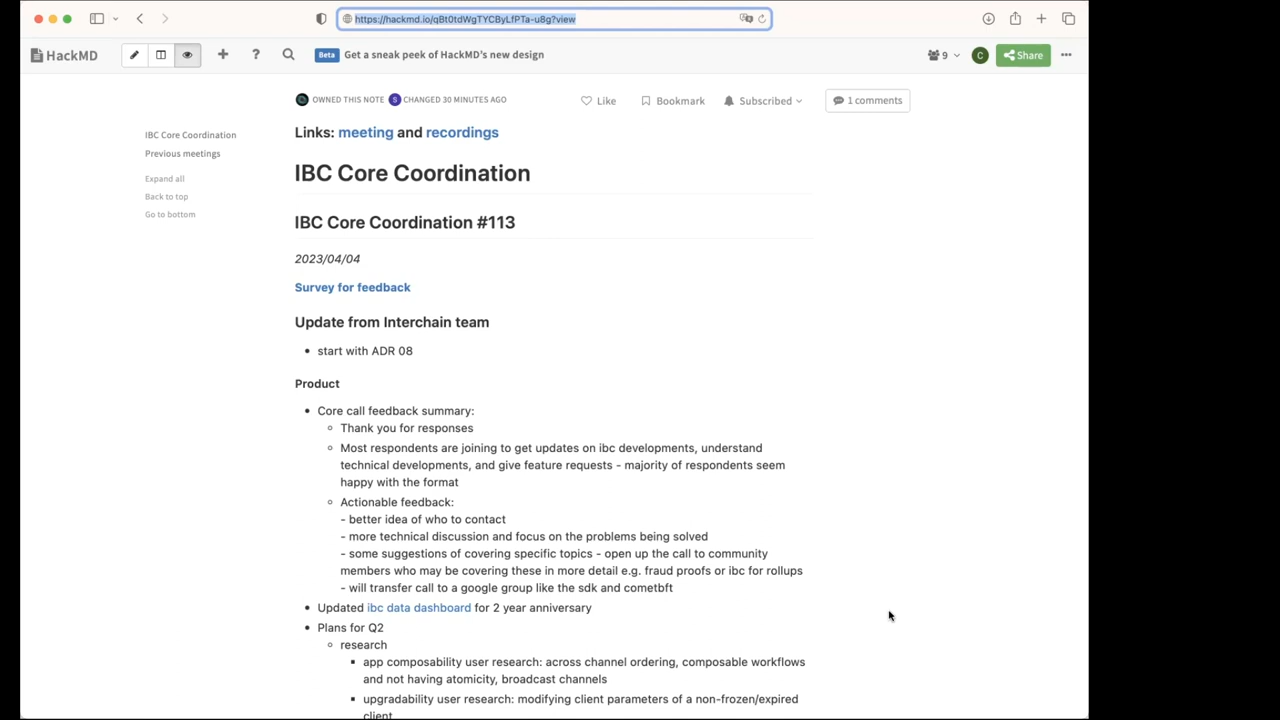 https://hackmd.io/qBt0tdWgTYCByLfPTa-u8g?view
HackMD
Beta Get a sneak peek of HackMD's new design
9
C
Share
OWNED THIS NOTE S CHANGED 30 MINUTES AGO
Like
Bookmark
Subscribed
1 comments
IBC Core Coordination
Previous meetings
Expand all
Back to top
Go to bottom
Links: meeting and recordings
IBC Core Coordination
IBC Core Coordination #113
2023/04/04
Survey for feedback
Update from Interchain team
• start with ADR 08
Product
• Core call feedback summary:
◦ Thank you for responses
◦ Most respondents are joining to get updates on ibc developments, understand
technical developments, and give feature requests - majority of respondents seem
happy with the format
◦ Actionable feedback:
- better idea of who to contact
- more technical discussion and focus on the problems being solved
- some suggestions of covering specific topics - open up the call to community
members who may be covering these in more detail e.g. fraud proofs or ibc for rollups
- will transfer call to a google group like the sdk and cometbft
• Updated ibc data dashboard for 2 year anniversary
• Plans for Q2
◦ research
▪ app composability user research: across channel ordering, composable workflows
and not having atomicity, broadcast channels
▪ upgradability user research: modifying client parameters of a non-frozen/expired
client